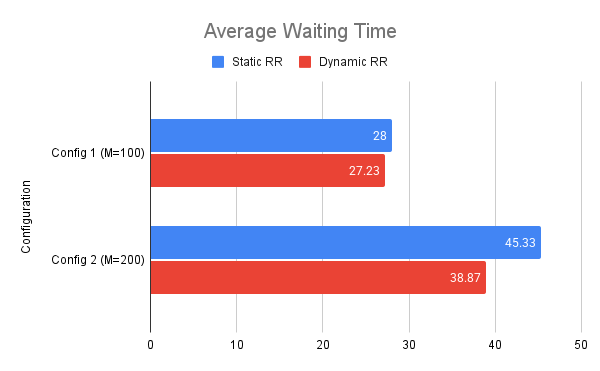 Average Waiting Time
Static RR Dynamic RR
Configuration
Config 1 (M=100)
28
27.23
Config 2 (M=200)
45.33
38.87
0 10 20 30 40 50